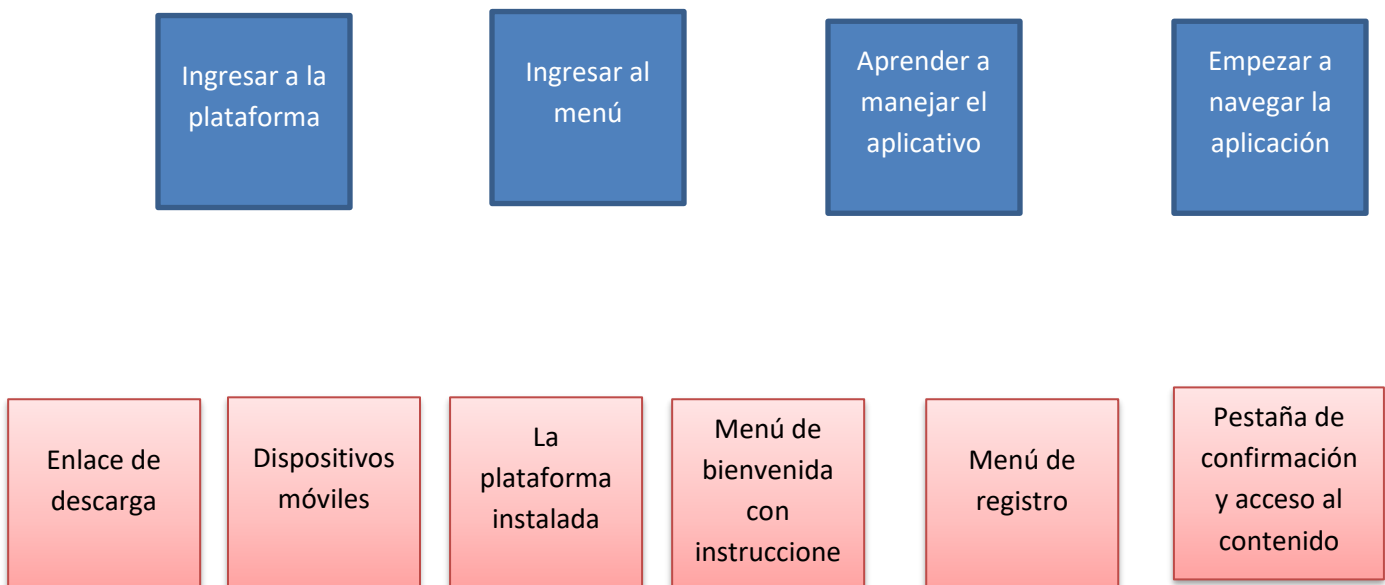 Ingresar a la
plataforma
Ingresar al
menú
Aprender a
manejar el
aplicativo
Empezar a
navegar la
aplicación
Enlace de
descarga
Dispositivos
móviles
La
plataforma
instalada
Menú de
bienvenida
con
instruccione
Menú de
registro
Pestaña de
confirmación
y acceso al
contenido